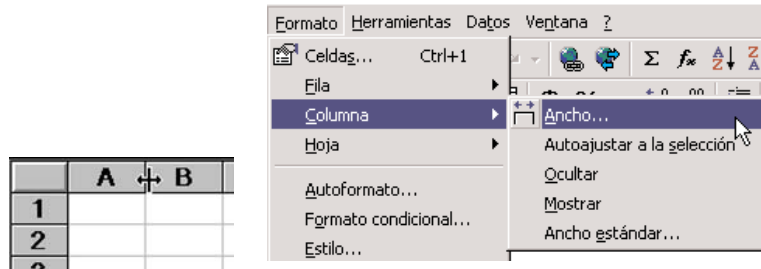 Formato Herramientas Datos Ventana ?
Celdas... Ctrl+1
Fila
Columna
Hoja
Autoformato...
Formato condicional...
Estilo...
Σ fx A Z Z A
Ancho...
Autoajustar a la selección
Ocultar
Mostrar
Ancho estándar...
A B
1
2